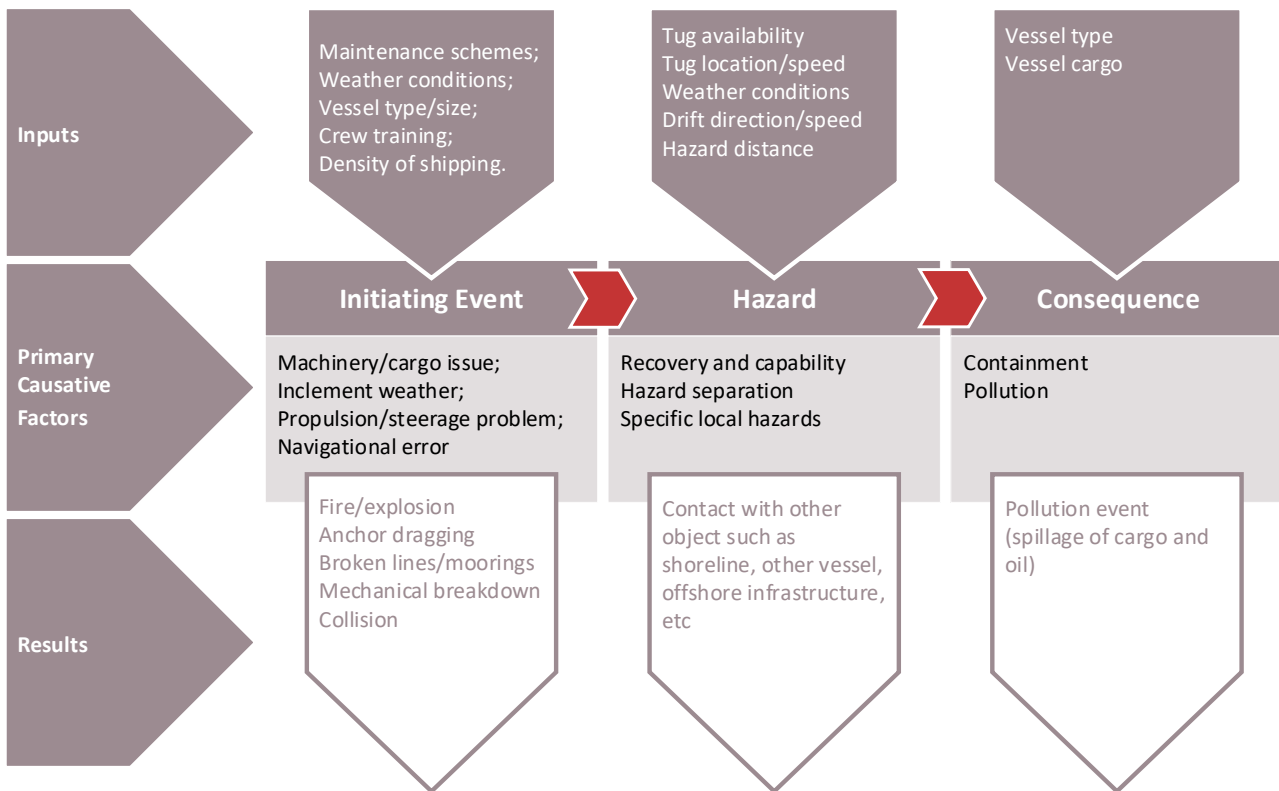 Inputs
Maintenance schemes;
Weather conditions;
Vessel type/size;
Crew training;
Density of shipping.
Tug availability
Tug location/speed
Weather conditions
Drift direction/speed
Hazard distance
Vessel type
Vessel cargo
Primary
Causative
Factors
Initiating Event
Hazard
Consequence
Machinery/cargo issue;
Inclement weather;
Propulsion/steerage problem;
Navigational error
Recovery and capability
Hazard separation
Specific local hazards
Containment
Pollution
Results
Fire/explosion
Anchor dragging
Broken lines/moorings
Mechanical breakdown
Collision
Contact with other
object such as
shoreline, other vessel,
offshore infrastructure,
etc
Pollution event
(spillage of cargo and
oil)